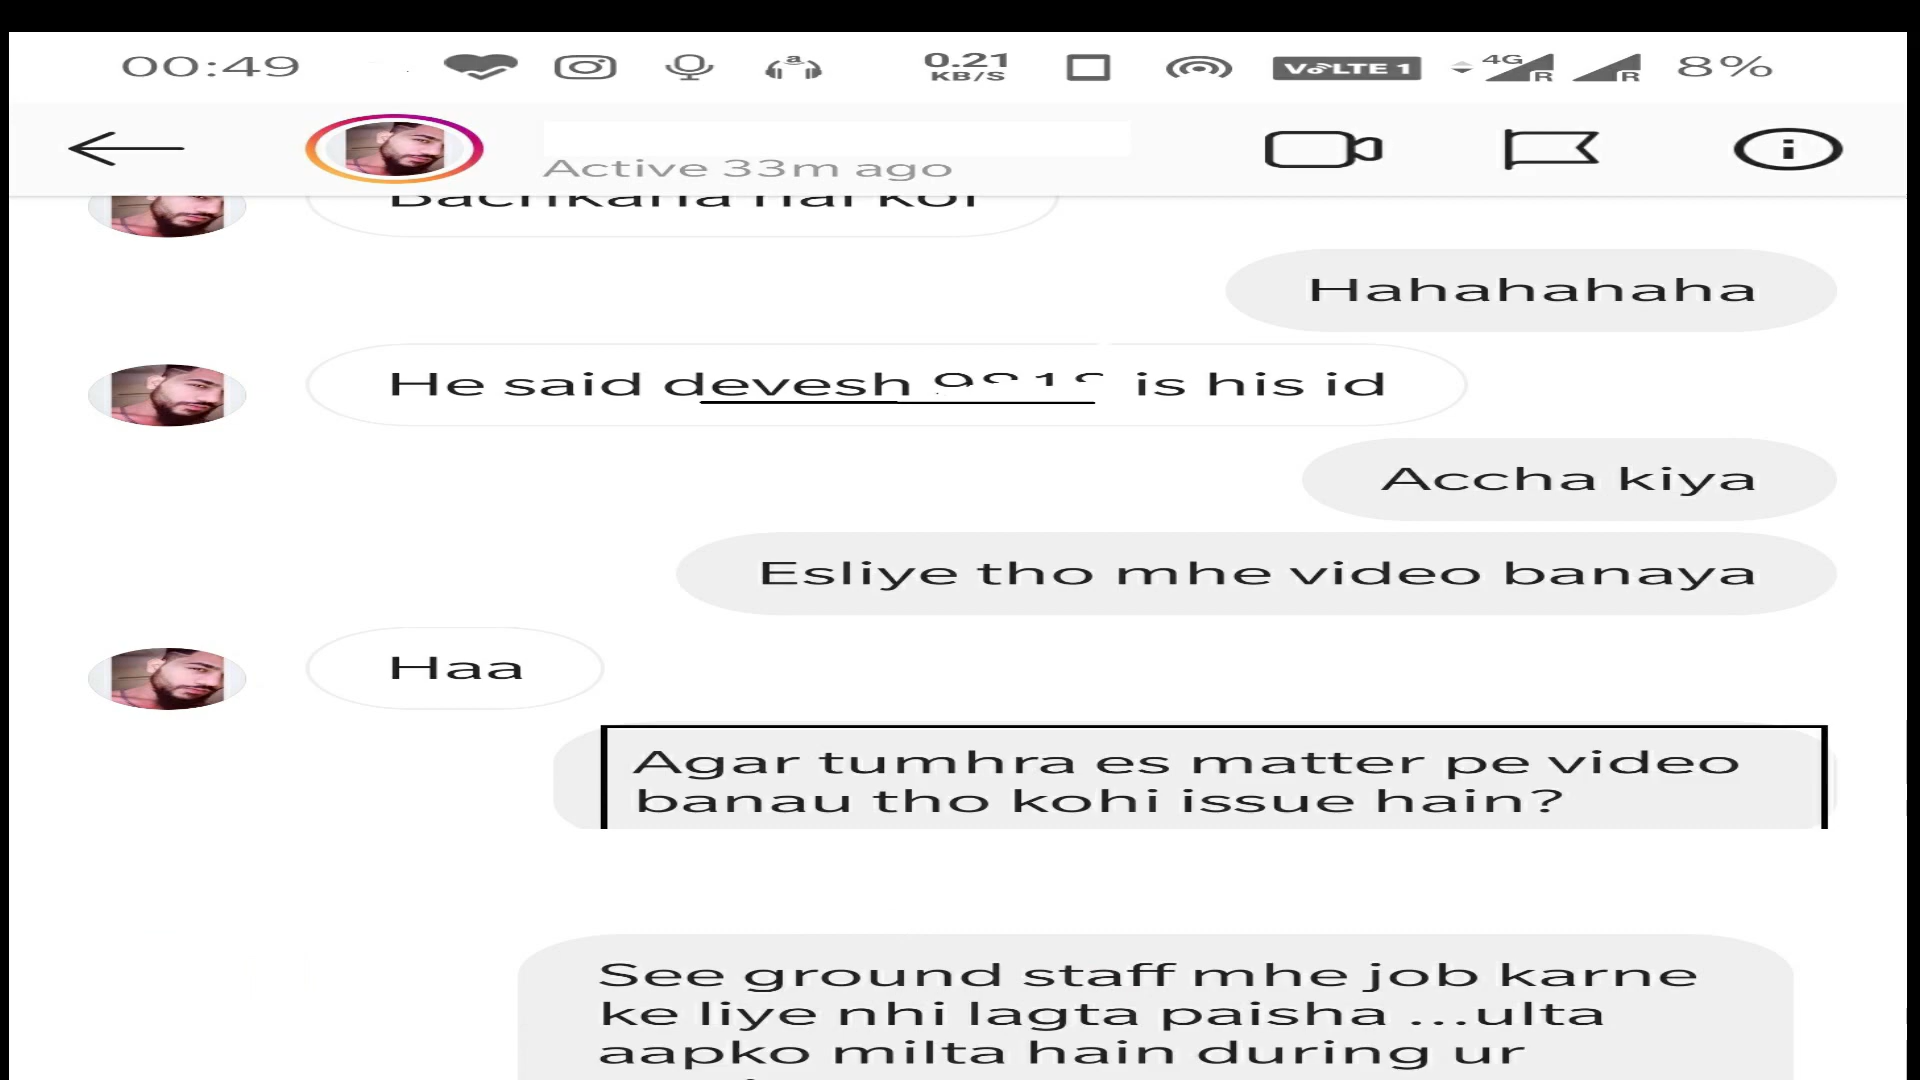 00:49
0.21
KB/S
VoLTE 1
4G
R
R
8%
Active 33m ago
Hahahahaha
He said devesh is his id
Accha kiya
Esliye tho mhe video banaya
Haa
Agar tumhra es matter pe video
banau tho kohi issue hain?
See ground staff mhe job karne
ke liye nhi lagta paisha ...ulta
aapko milta hain during ur